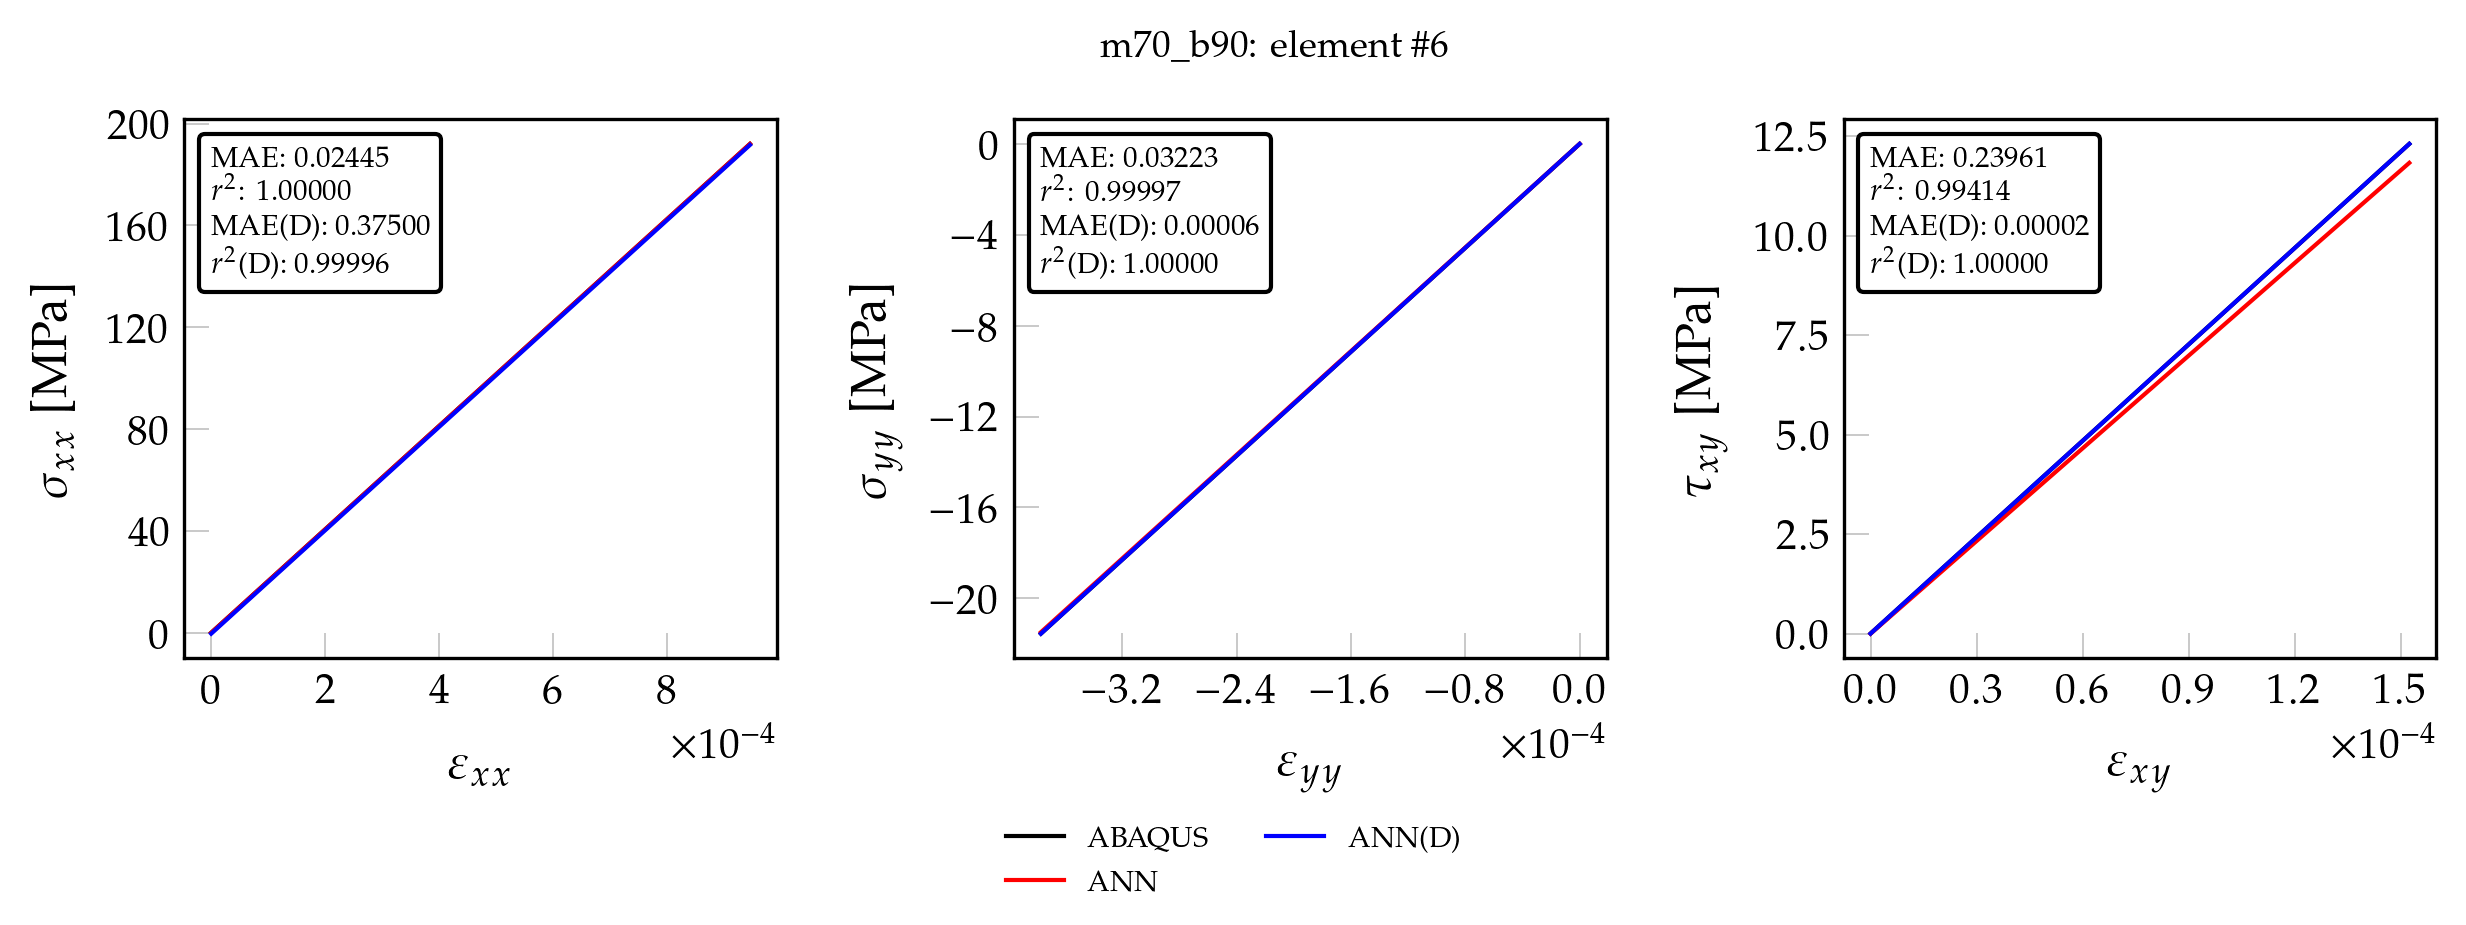 m70_b90: element #6
200
160
120
80
40
0
σxx [MPa]
MAE: 0.02445
r²: 1.00000
MAE(D): 0.37500
r²(D): 0.99996
0 2 4 6 8
×10⁻⁴
εxx
0
−4
−8
−12
−16
−20
σyy [MPa]
MAE: 0.03223
r²: 0.99997
MAE(D): 0.00006
r²(D): 1.00000
−3.2 −2.4 −1.6 −0.8 0.0
×10⁻⁴
εyy
12.5
10.0
7.5
5.0
2.5
0.0
τxy [MPa]
MAE: 0.23961
r²: 0.99414
MAE(D): 0.00002
r²(D): 1.00000
0.0 0.3 0.6 0.9 1.2 1.5
×10⁻⁴
εxy
ABAQUS
ANN
ANN(D)